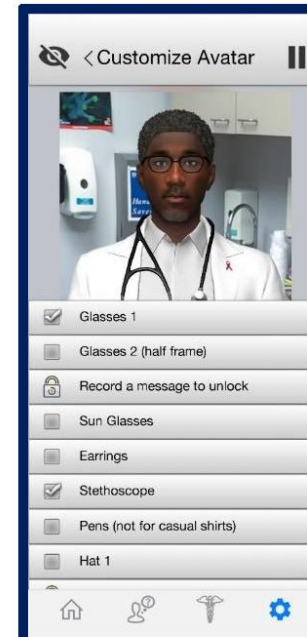 < Customize Avatar
Glasses 1
Glasses 2 (half frame)
Record a message to unlock
Sun Glasses
Earrings
Stethoscope
Pens (not for casual shirts)
Hat 1